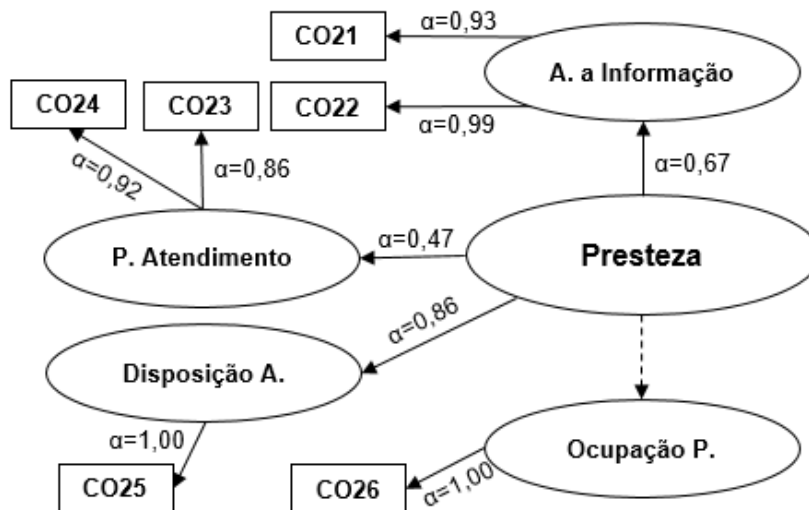 CO21
α=0,93
A. a Informação
CO24
CO23
CO22
α=0,99
α=0,92
α=0,86
α=0,67
P. Atendimento
α=0,47
Presteza
α=0,86
Disposição A.
α=1,00
Ocupação P.
CO25
CO26
α=1,00